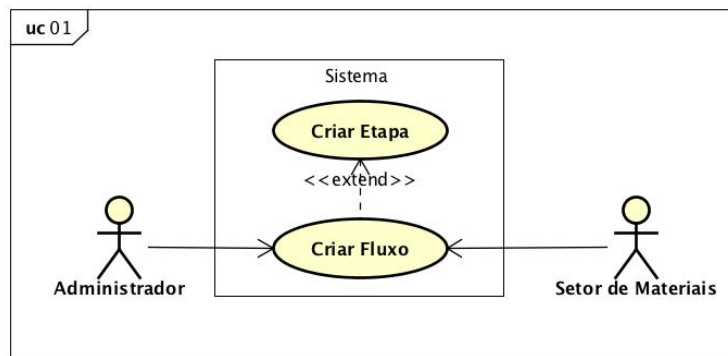 uc 01
Sistema
Criar Etapa
<<extend>>
Criar Fluxo
Administrador
Setor de Materiais